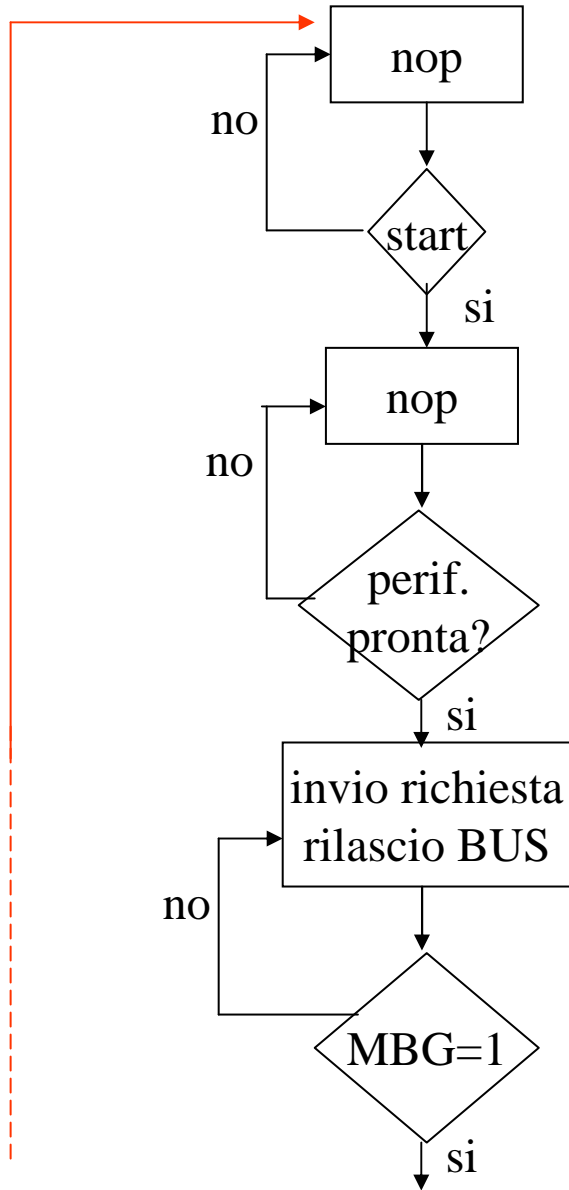 nop
no
start
si
nop
no
perif.
pronta?
si
invio richiesta
rilascio BUS
no
MBG=1
si